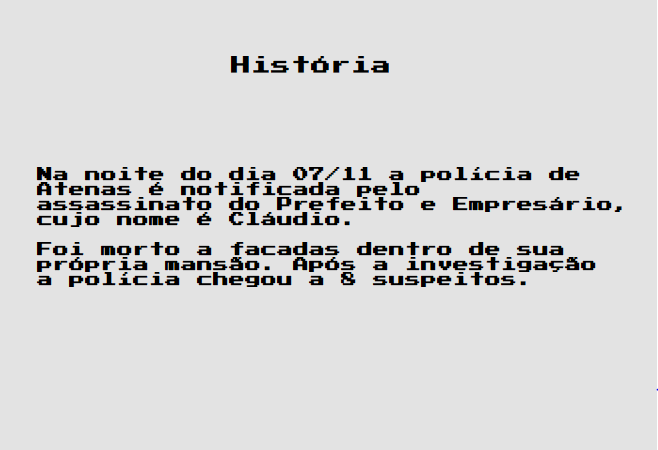 História
Na noite do dia 07/11 a polícia de
Atenas é notificada pelo
assassinato do Prefeito e Empresário,
cujo nome é Cláudio.
Foi morto a facadas dentro de sua
própria mansão. Após a investigação
a polícia chegou a 8 suspeitos.